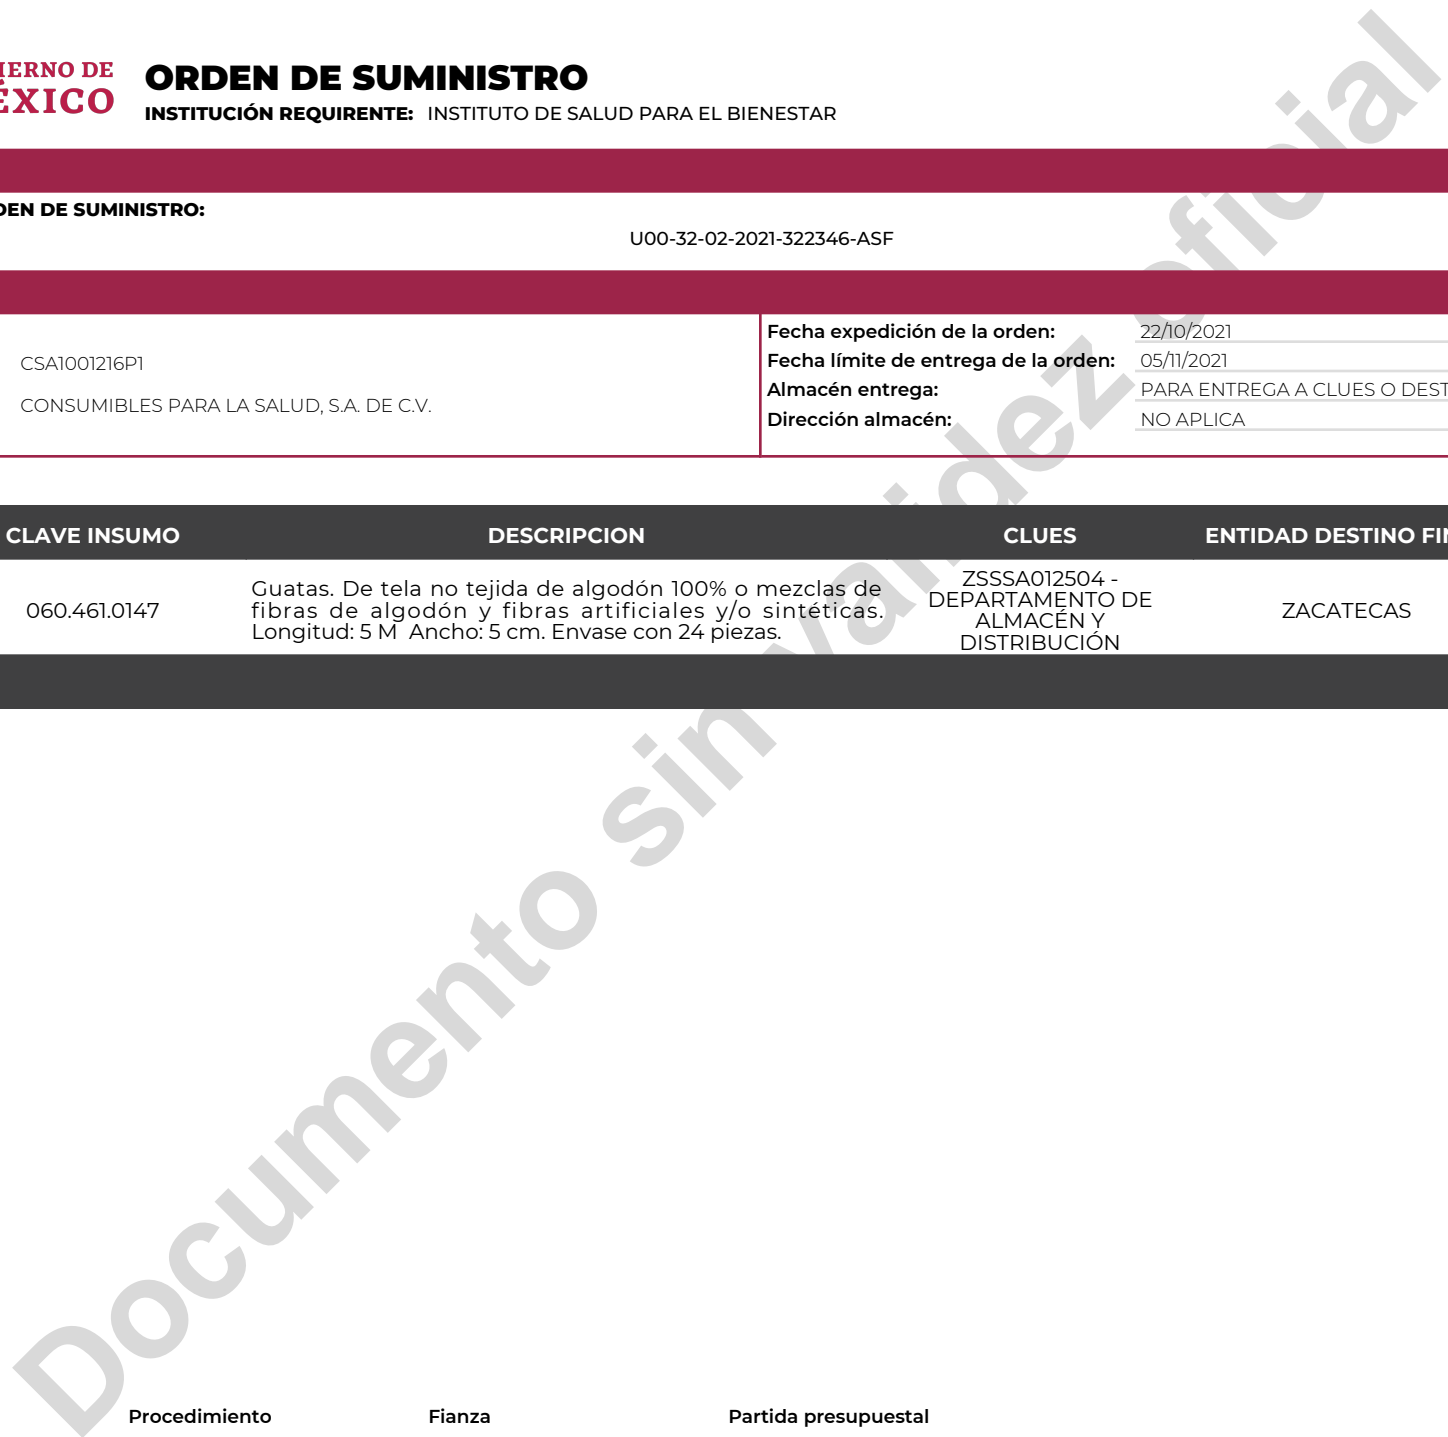 IERNO DE
ÉXICO
ORDEN DE SUMINISTRO
INSTITUCIÓN REQUIRENTE: INSTITUTO DE SALUD PARA EL BIENESTAR
DEN DE SUMINISTRO:
U00-32-02-2021-322346-ASF
CSA1001216P1
CONSUMIBLES PARA LA SALUD, S.A. DE C.V.
Fecha expedición de la orden: 22/10/2021
Fecha límite de entrega de la orden: 05/11/2021
Almacén entrega: PARA ENTREGA A CLUES O DEST
Dirección almacén: NO APLICA
CLAVE INSUMO DESCRIPCION CLUES ENTIDAD DESTINO FIN
060.461.0147
Guatas. De tela no tejida de algodón 100% o mezclas de
fibras de algodón y fibras artificiales y/o sintéticas.
Longitud: 5 M Ancho: 5 cm. Envase con 24 piezas.
ZSSSA012504 -
DEPARTAMENTO DE
ALMACÉN Y
DISTRIBUCIÓN
ZACATECAS
Documento sin validez oficial
Procedimiento Fianza Partida presupuestal